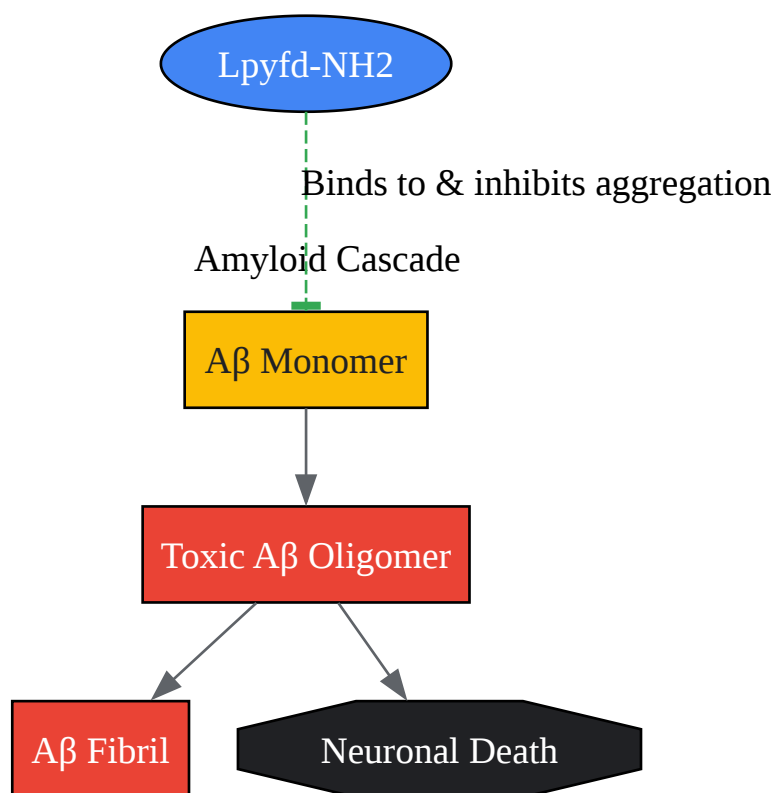 Lpyfd-NH2
Binds to & inhibits aggregation
Amyloid Cascade
Aβ Monomer
Toxic Aβ Oligomer
Aβ Fibril
Neuronal Death